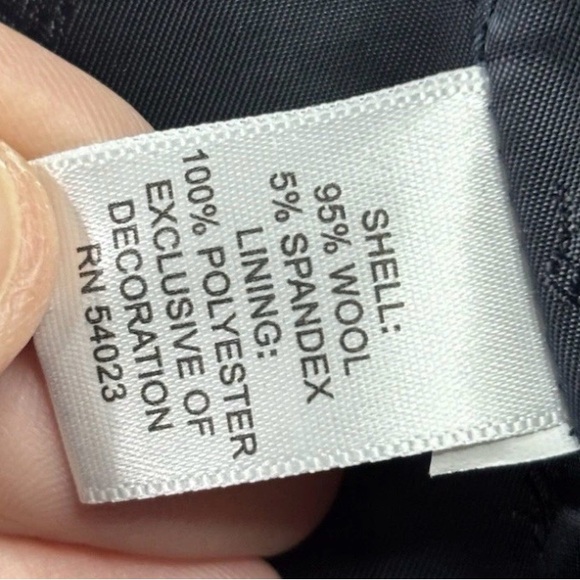 SHELL:
95% WOOL
5% SPANDEX
LINING:
100% POLYESTER
EXCLUSIVE OF
DECORATION
RN 54023